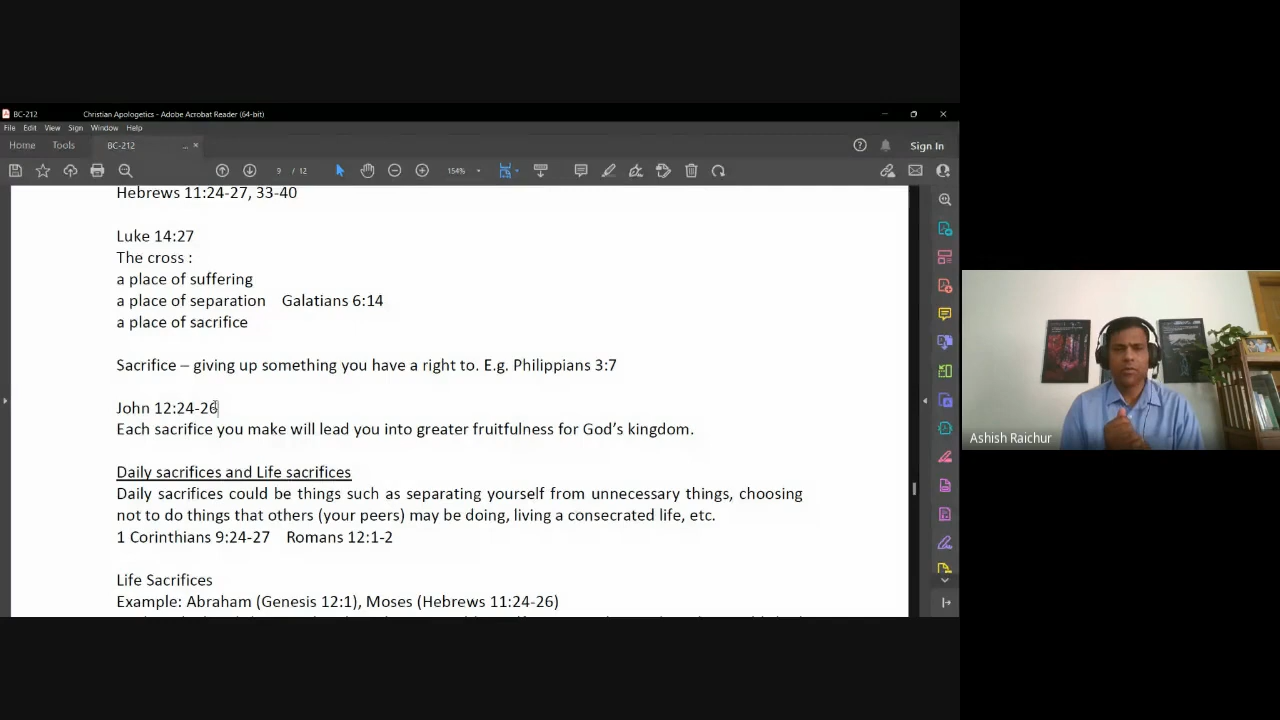 BC-212 Christian Apologetics - Adobe Acrobat Reader (64-bit)
File Edit View Sign Window Help
Home Tools BC-212 ... × Sign In
9 / 12 154%
Hebrews 11:24-27, 33-40
Luke 14:27
The cross :
a place of suffering
a place of separation Galatians 6:14
a place of sacrifice
Sacrifice – giving up something you have a right to. E.g. Philippians 3:7
John 12:24-26
Each sacrifice you make will lead you into greater fruitfulness for God’s kingdom.
Daily sacrifices and Life sacrifices
Daily sacrifices could be things such as separating yourself from unnecessary things, choosing
not to do things that others (your peers) may be doing, living a consecrated life, etc.
1 Corinthians 9:24-27 Romans 12:1-2
Life Sacrifices
Example: Abraham (Genesis 12:1), Moses (Hebrews 11:24-26)
Ashish Raichur